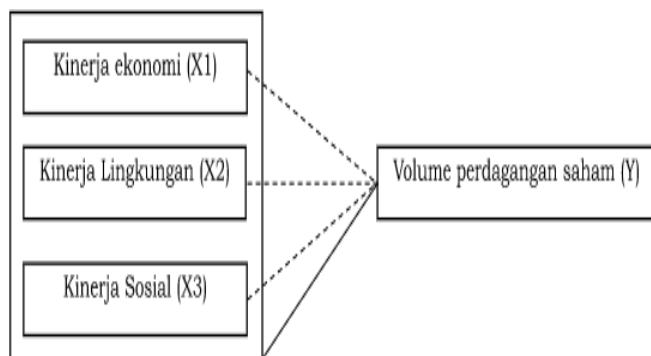 Kinerja ekonomi (X1)
Kinerja Lingkungan (X2)
Volume perdagangan saham (Y)
Kinerja Sosial (X3)